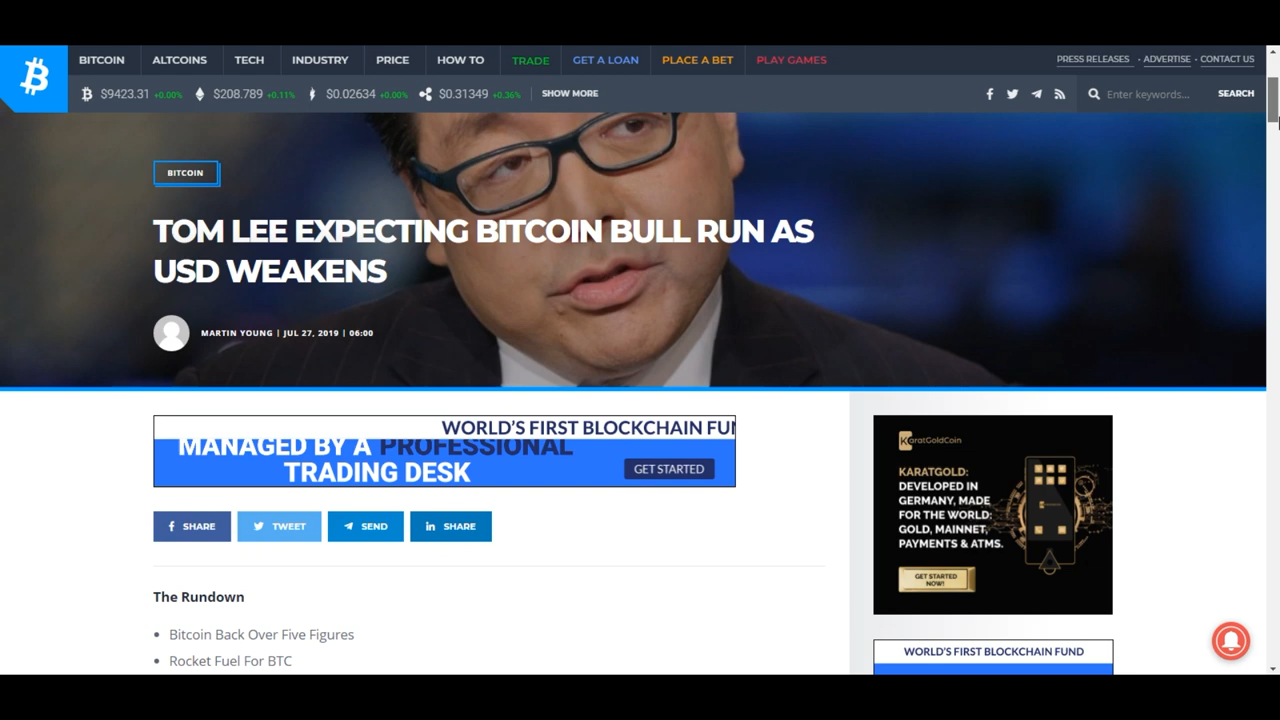 BITCOIN ALTCOINS TECH INDUSTRY PRICE HOW TO TRADE GET A LOAN PLACE A BET PLAY GAMES PRESS RELEASES • ADVERTISE • CONTACT US
$9423.31 +0.00% $208.789 +0.11% $0.02634 +0.00% $0.31349 +0.36% SHOW MORE Enter keywords... SEARCH
BITCOIN
TOM LEE EXPECTING BITCOIN BULL RUN AS
USD WEAKENS
MARTIN YOUNG | JUL 27, 2019 | 06:00
WORLD'S FIRST BLOCKCHAIN FUN
MANAGED BY A PROFESSIONAL
TRADING DESK
GET STARTED
SHARE TWEET SEND SHARE
The Rundown
• Bitcoin Back Over Five Figures
• Rocket Fuel For BTC
KaratGoldCoin
KARATGOLD:
DEVELOPED IN
GERMANY, MADE
FOR THE WORLD:
GOLD, MAINNET,
PAYMENTS & ATMS.
GET STARTED
NOW!
WORLD'S FIRST BLOCKCHAIN FUND